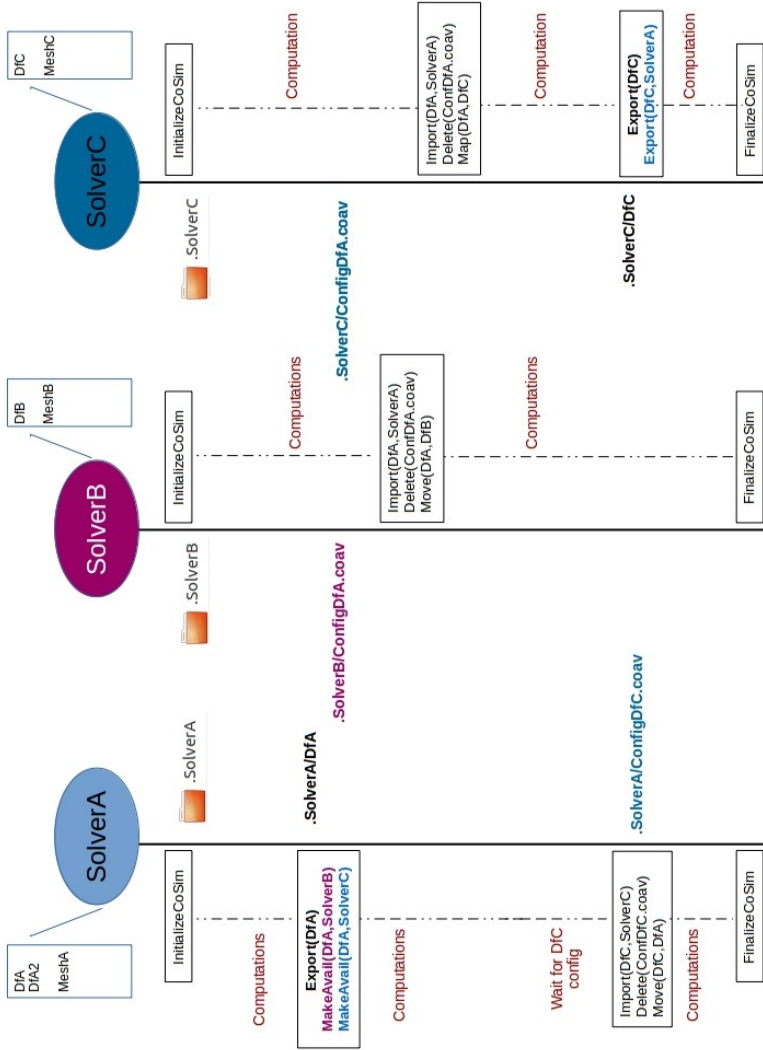 DfA
DfA2
MeshA
SolverA
InitializeCoSim
.SolverA
Computations
Export(DfA)
MakeAvail(DfA,SolverB)
MakeAvail(DfA,SolverC)
.SolverA/DfA
Computations
Wait for DfC
config
Import(DfC,SolverC)
Delete(ConfDfC.coav)
Move(DfC,DfA)
.SolverA/ConfigDfC.coav
Computations
FinalizeCoSim
DfB
MeshB
SolverB
InitializeCoSim
.SolverB
Computations
.SolverB/ConfigDfA.coav
Import(DfA,SolverA)
Delete(ConfDfA.coav)
Move(DfA,DfB)
Computations
FinalizeCoSim
DfC
MeshC
SolverC
InitializeCoSim
.SolverC
Computation
.SolverC/ConfigDfA.coav
Import(DfA,SolverA)
Delete(ConfDfA.coav)
Map(DfA,DfC)
Computation
Export(DfC)
Export(DfC,SolverA)
.SolverC/DfC
Computation
FinalizeCoSim